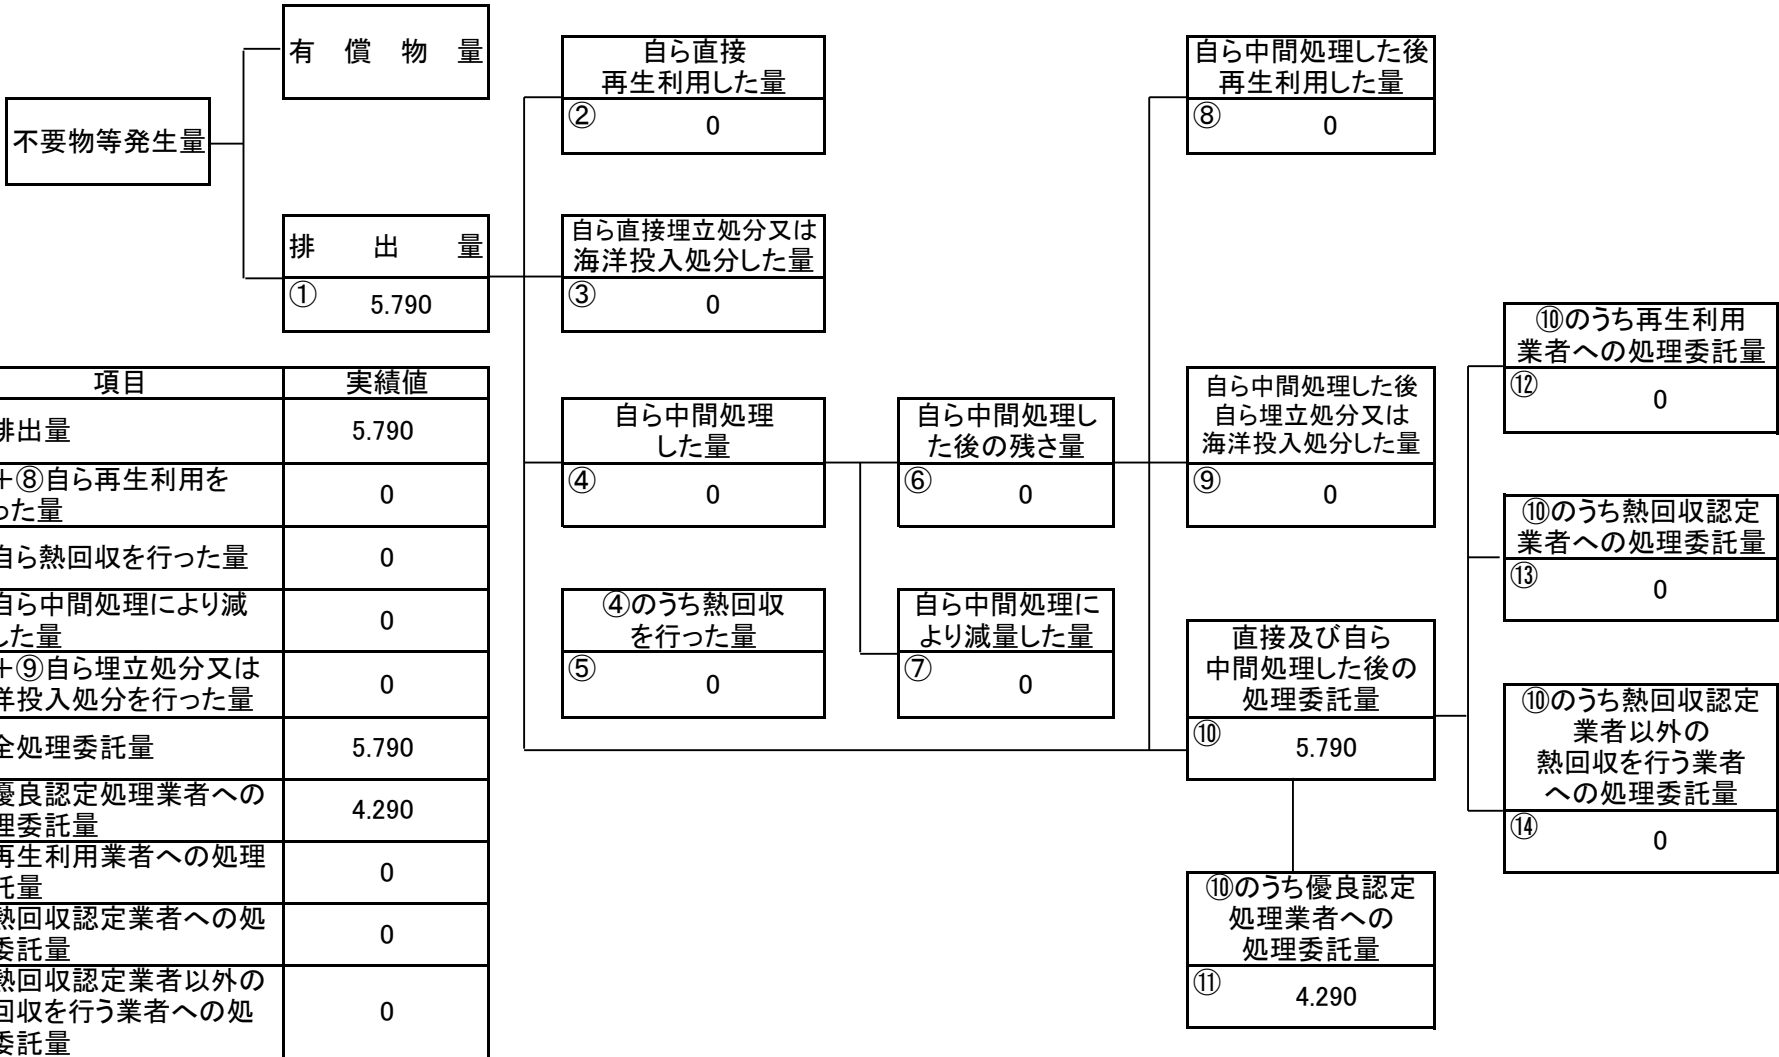 有償物量
不要物等発生量
排出量
① 5.790
自ら直接
再生利用した量
② 0
自ら直接埋立処分又は
海洋投入処分した量
③ 0
自ら中間処理
した量
④ 0
④のうち熱回収
を行った量
⑤ 0
自ら中間処理し
た後の残さ量
⑥ 0
自ら中間処理に
より減量した量
⑦ 0
自ら中間処理した後
再生利用した量
⑧ 0
自ら中間処理した後
自ら埋立処分又は
海洋投入処分した量
⑨ 0
直接及び自ら
中間処理した後の
処理委託量
⑩ 5.790
⑩のうち優良認定
処理業者への
処理委託量
⑪ 4.290
⑩のうち再生利用
業者への処理委託量
⑫ 0
⑩のうち熱回収認定
業者への処理委託量
⑬ 0
⑩のうち熱回収認定
業者以外の
熱回収を行う業者
への処理委託量
⑭ 0
項目 実績値
排出量 5.790
+⑧自ら再生利用を
った量 0
自ら熱回収を行った量 0
自ら中間処理により減
した量 0
+⑨自ら埋立処分又は
洋投入処分を行った量 0
全処理委託量 5.790
優良認定処理業者への
理委託量 4.290
再生利用業者への処理
託量 0
熱回収認定業者への処
委託量 0
熱回収認定業者以外の
回収を行う業者への処
委託量 0